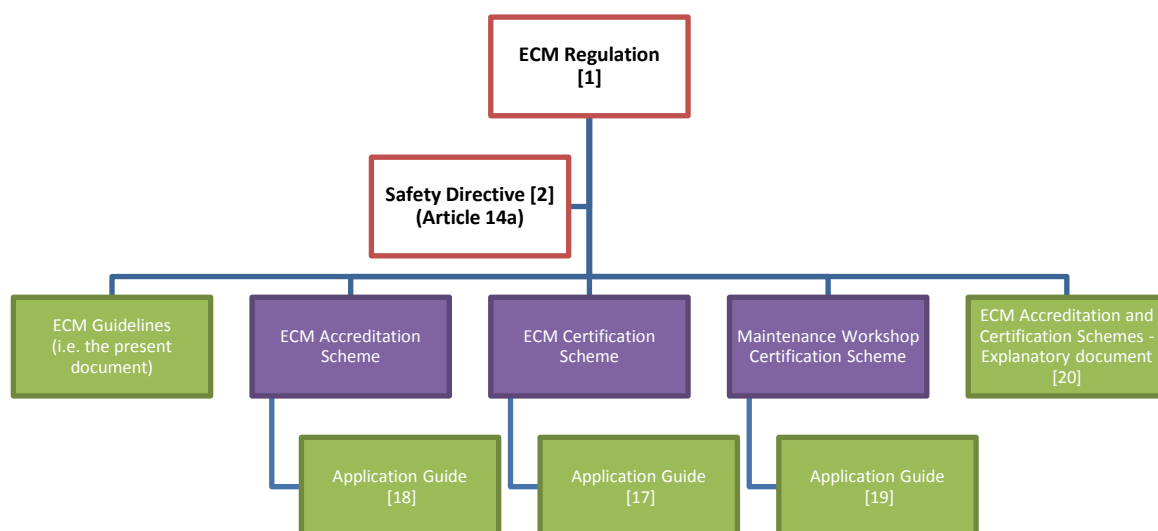 ECM Regulation
[1]
Safety Directive [2]
(Article 14a)
ECM Guidelines
(i.e. the present
document)
ECM Accreditation
Scheme
ECM Certification
Scheme
Maintenance Workshop
Certification Scheme
ECM Accreditation and
Certification Schemes -
Explanatory document
[20]
Application Guide
[18]
Application Guide
[17]
Application Guide
[19]